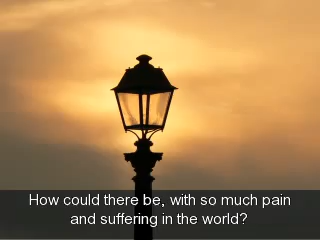 How could there be, with so much pain
and suffering in the world?